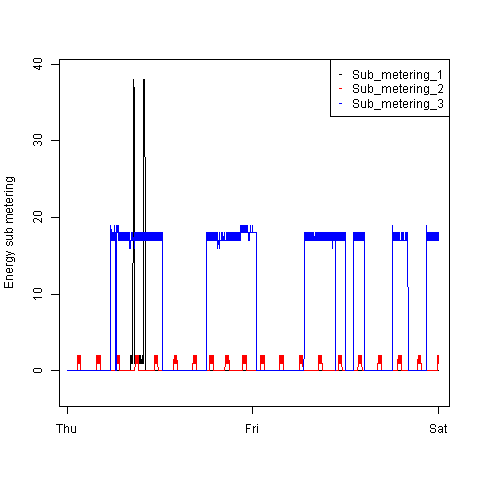 40
30
20
10
0
Energy sub metering
Sub_metering_1
Sub_metering_2
Sub_metering_3
Thu Fri Sat